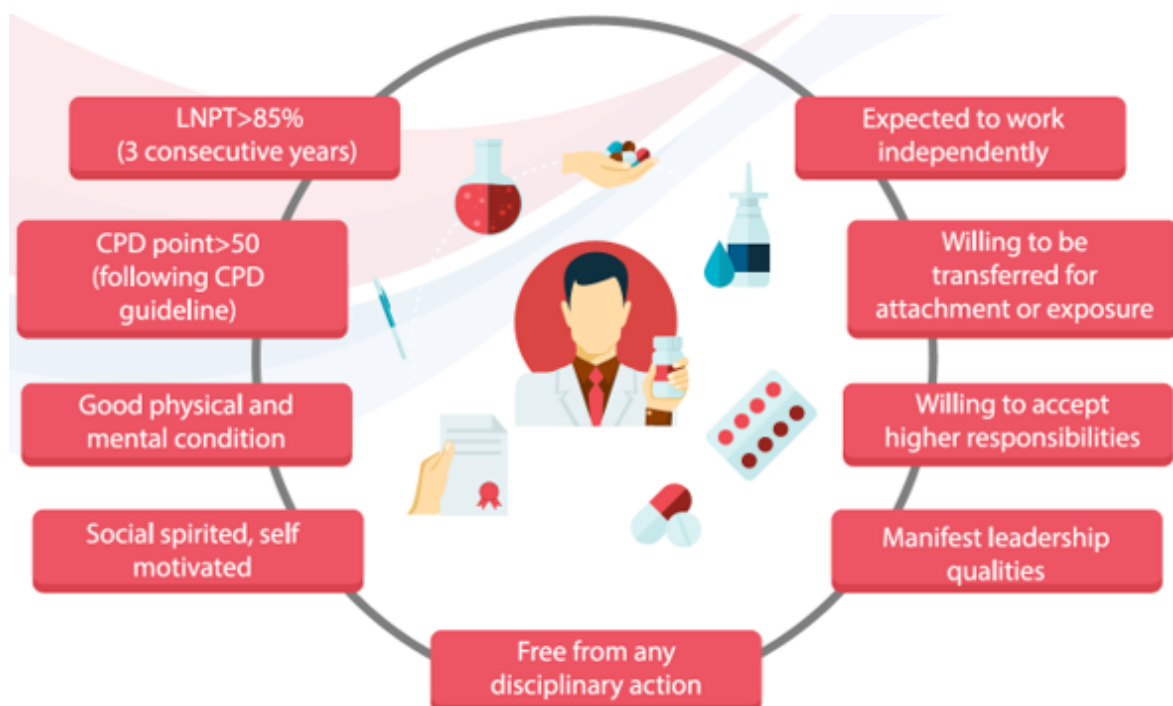 LNPT>85%
(3 consecutive years)
CPD point>50
(following CPD
guideline)
Good physical and
mental condition
Social spirited, self
motivated
Free from any
disciplinary action
Expected to work
independently
Willing to be
transferred for
attachment or exposure
Willing to accept
higher responsibilities
Manifest leadership
qualities